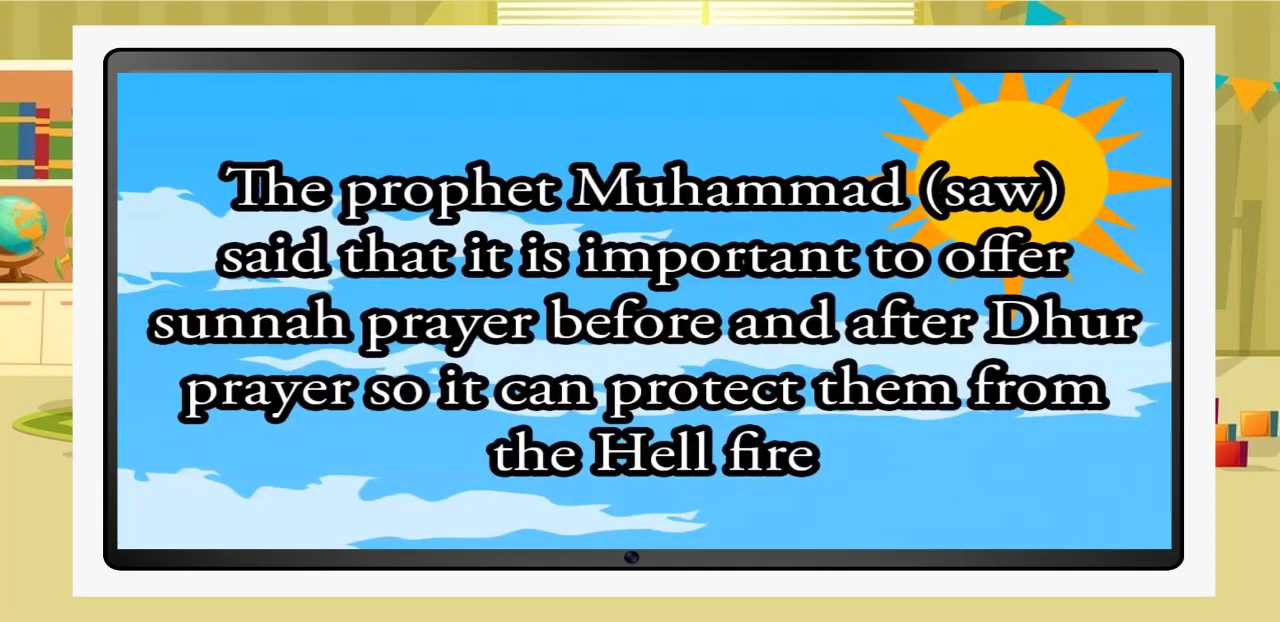 The prophet Muhammad (saw)
said that it is important to offer
sunnah prayer before and after Dhur
prayer so it can protect them from
the Hell fire